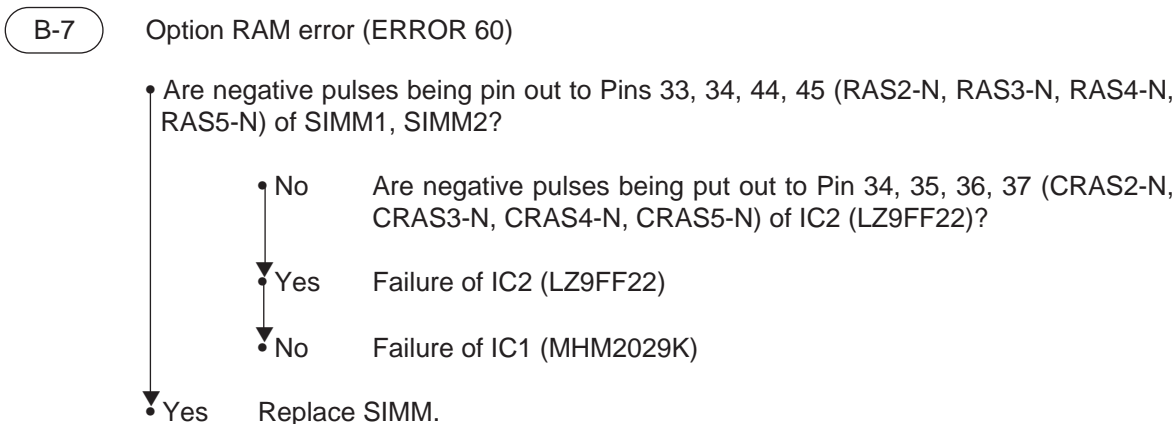 B-7 Option RAM error (ERROR 60)
• Are negative pulses being pin out to Pins 33, 34, 44, 45 (RAS2-N, RAS3-N, RAS4-N,
RAS5-N) of SIMM1, SIMM2?
• No Are negative pulses being put out to Pin 34, 35, 36, 37 (CRAS2-N,
CRAS3-N, CRAS4-N, CRAS5-N) of IC2 (LZ9FF22)?
• Yes Failure of IC2 (LZ9FF22)
• No Failure of IC1 (MHM2029K)
• Yes Replace SIMM.